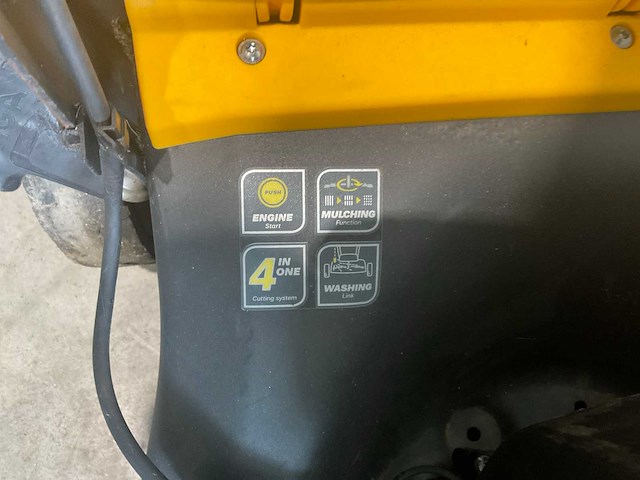 PUSH
ENGINE
Start
MULCHING
Function
4 IN
ONE
Cutting system
WASHING
Link